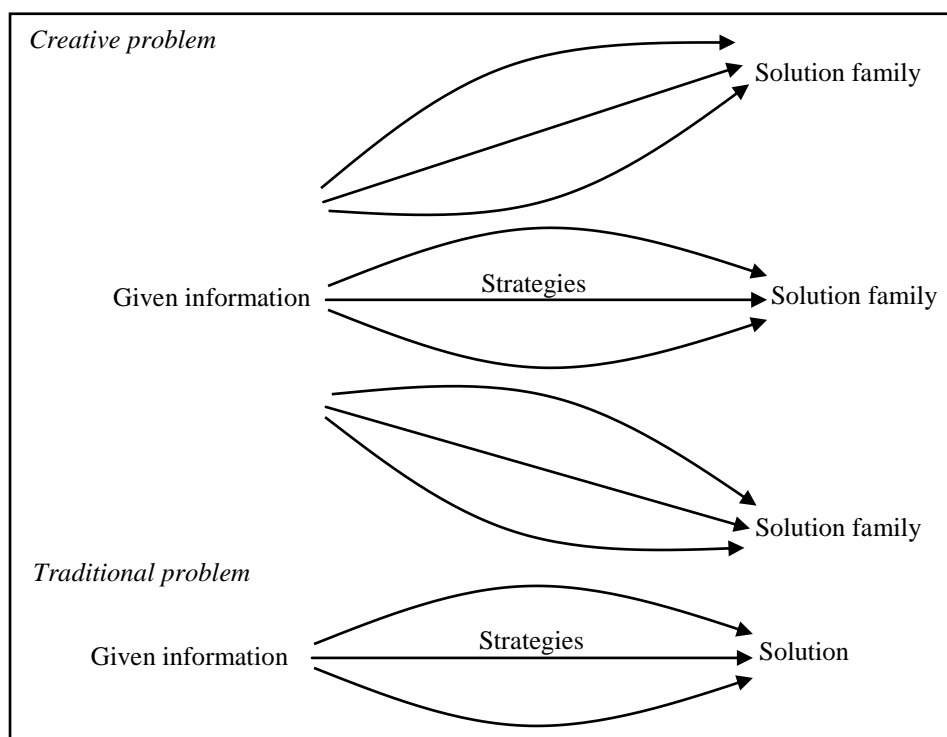 Creative problem
Solution family
Strategies
Given information
Solution family
Solution family
Traditional problem
Strategies
Given information
Solution